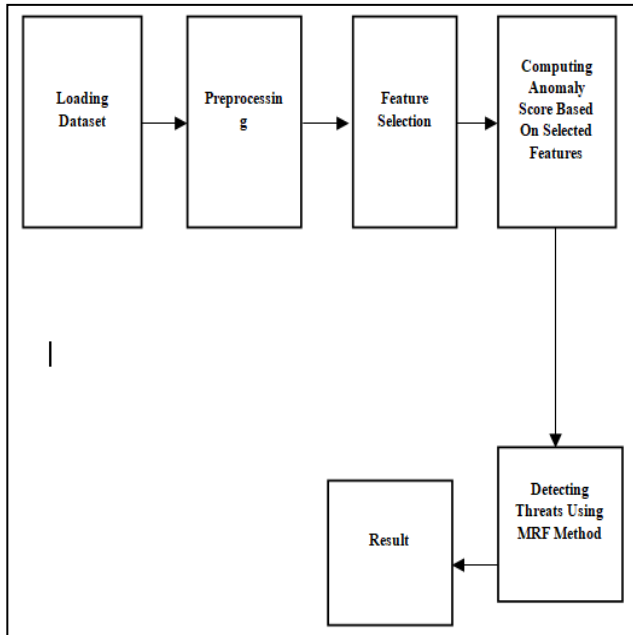 Loading
Dataset
Preprocessin
g
Feature
Selection
Computing
Anomaly
Score Based
On Selected
Features
Detecting
Threats Using
MRF Method
Result